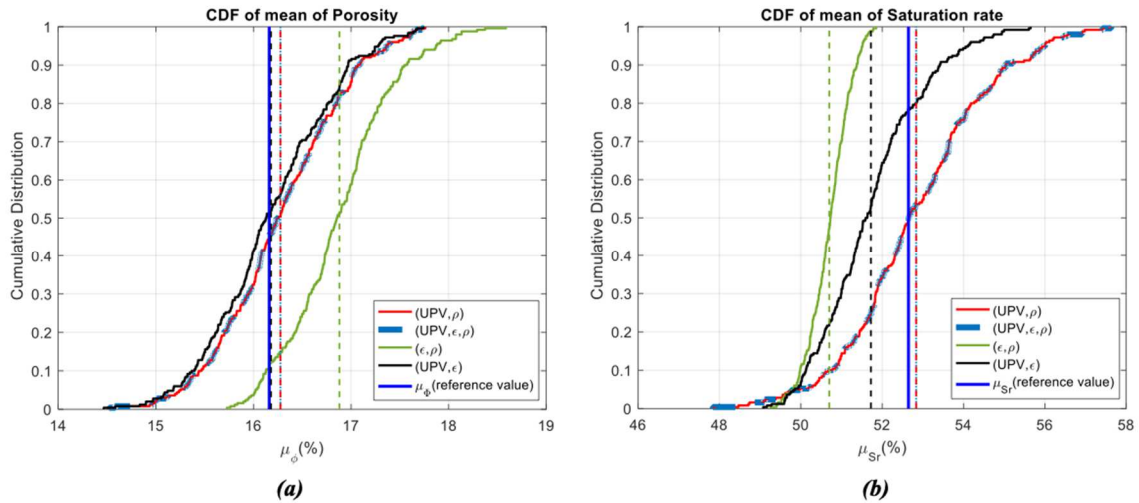 CDF of mean of Porosity
Cumulative Distribution
1
0.9
0.8
0.7
0.6
0.5
0.4
0.3
0.2
0.1
0
14 15 16 17 18 19
μ_ϕ(%)
(UPV,ρ)
(UPV,ϵ,ρ)
(ϵ,ρ)
(UPV,ϵ)
μ_Φ(reference value)
(a)
CDF of mean of Saturation rate
Cumulative Distribution
1
0.9
0.8
0.7
0.6
0.5
0.4
0.3
0.2
0.1
0
46 48 50 52 54 56 58
μ_Sr(%)
(UPV,ρ)
(UPV,ϵ,ρ)
(ϵ,ρ)
(UPV,ϵ)
μ_Sr(reference value)
(b)